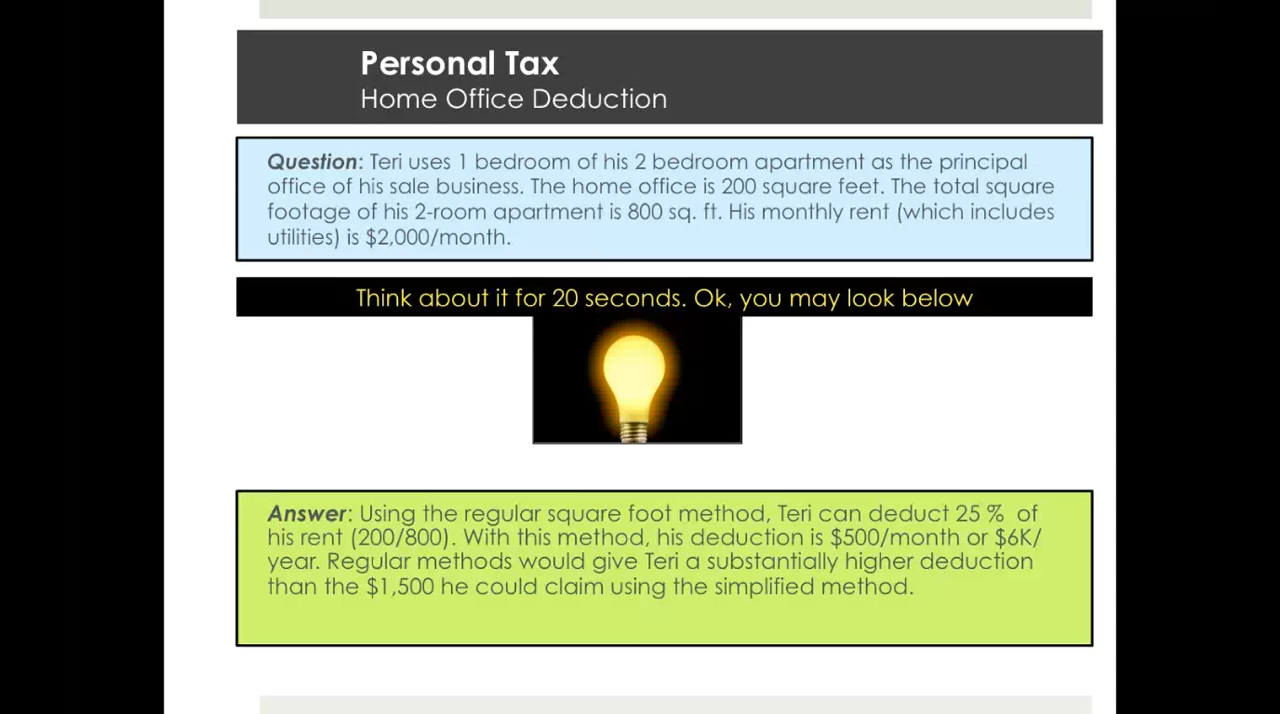 Personal Tax
Home Office Deduction
Question: Teri uses 1 bedroom of his 2 bedroom apartment as the principal
office of his sale business. The home office is 200 square feet. The total square
footage of his 2-room apartment is 800 sq. ft. His monthly rent (which includes
utilities) is $2,000/month.
Think about it for 20 seconds. Ok, you may look below
Answer: Using the regular square foot method, Teri can deduct 25 % of
his rent (200/800). With this method, his deduction is $500/month or $6K/
year. Regular methods would give Teri a substantially higher deduction
than the $1,500 he could claim using the simplified method.